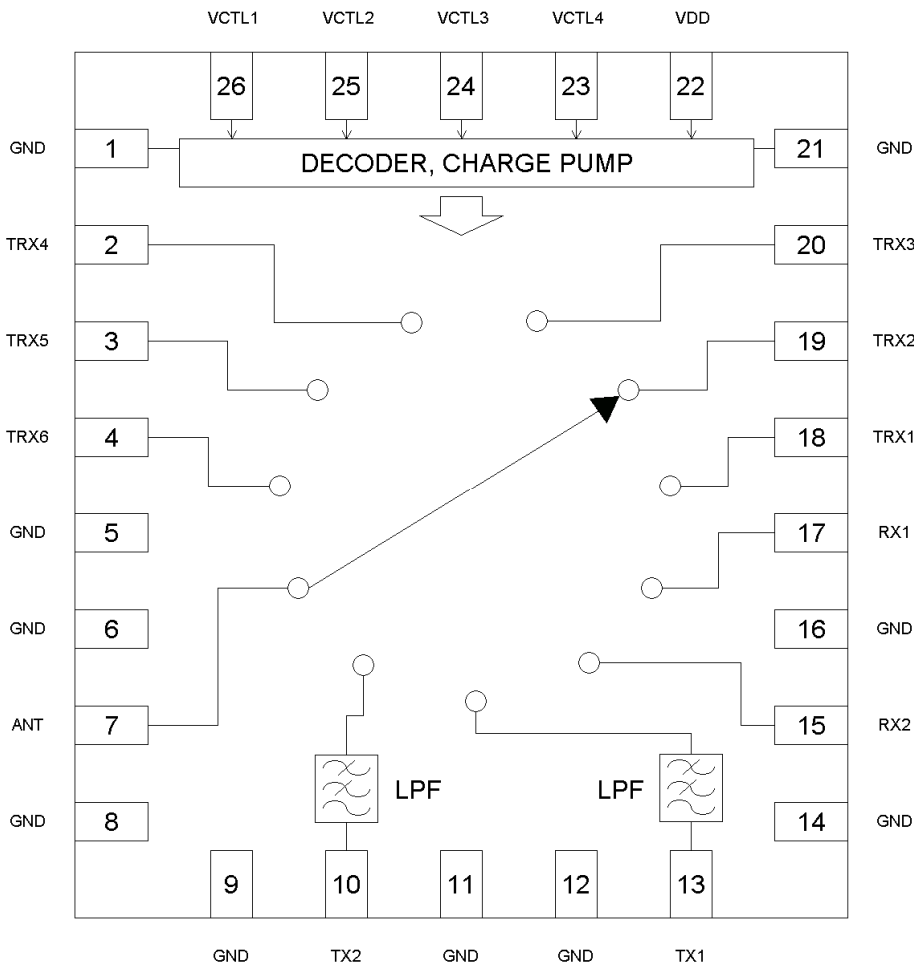 VCTL1 VCTL2 VCTL3 VCTL4 VDD
26 25 24 23 22
GND 1 DECODER, CHARGE PUMP 21 GND
TRX4 2 20 TRX3
TRX5 3 19 TRX2
TRX6 4 18 TRX1
GND 5 17 RX1
GND 6 16 GND
ANT 7 15 RX2
LPF LPF
GND 8 14 GND
9 10 11 12 13
GND TX2 GND GND TX1